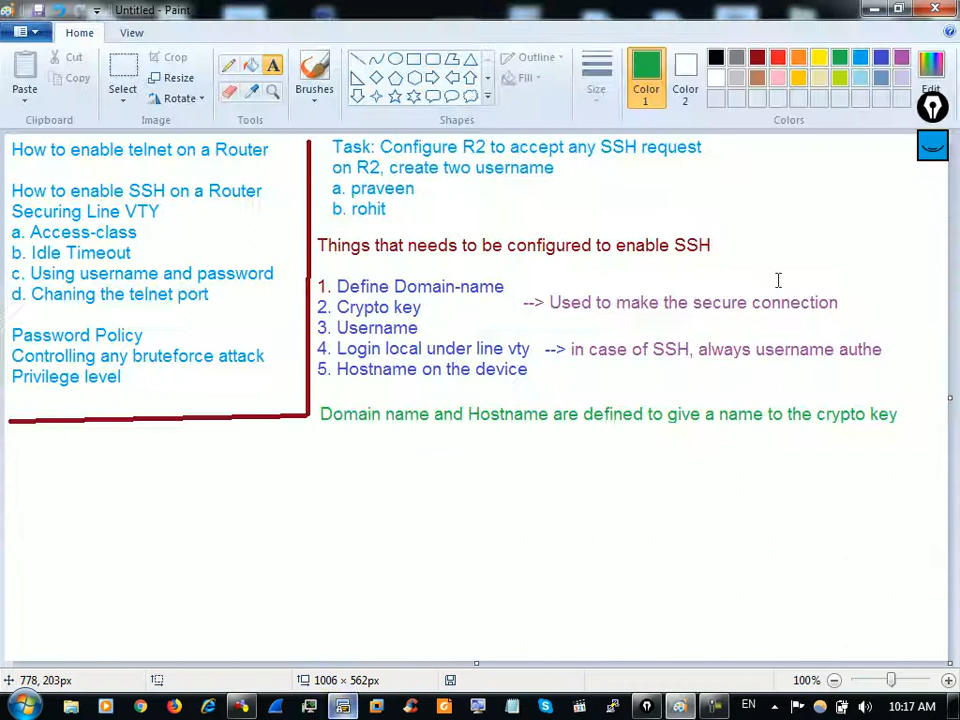 Untitled - Paint
Home
View
Paste
Cut
Copy
Clipboard
Select
Crop
Resize
Rotate
Image
A
Tools
Brushes
Shapes
Outline
Fill
Size
Color
1
Color
2
Colors
Edit
How to enable telnet on a Router
How to enable SSH on a Router
Securing Line VTY
a. Access-class
b. Idle Timeout
c. Using username and password
d. Chaning the telnet port
Password Policy
Controlling any bruteforce attack
Privilege level
Task: Configure R2 to accept any SSH request
on R2, create two username
a. praveen
b. rohit
Things that needs to be configured to enable SSH
1. Define Domain-name
2. Crypto key
--> Used to make the secure connection
3. Username
4. Login local under line vty --> in case of SSH, always username authe
5. Hostname on the device
Domain name and Hostname are defined to give a name to the crypto key
778, 203px
1006 × 562px
100%
EN
10:17 AM